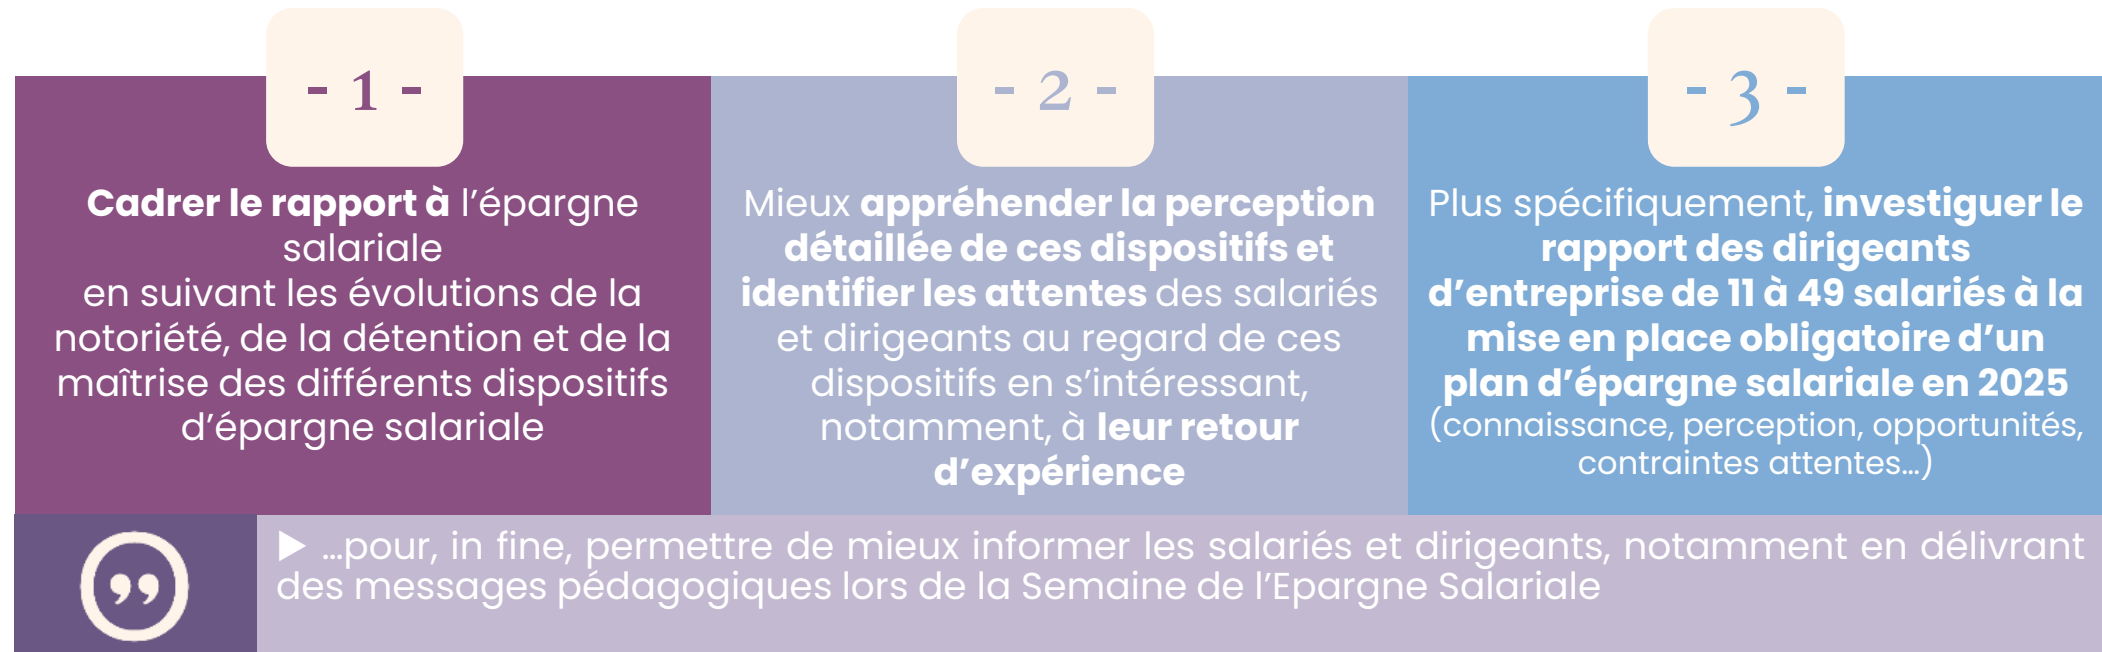 - 1 -
Cadrer le rapport à l’épargne
salariale
en suivant les évolutions de la
notoriété, de la détention et de la
maîtrise des différents dispositifs
d’épargne salariale
- 2 -
Mieux appréhender la perception
détaillée de ces dispositifs et
identifier les attentes des salariés
et dirigeants au regard de ces
dispositifs en s’intéressant,
notamment, à leur retour
d’expérience
- 3 -
Plus spécifiquement, investiguer le
rapport des dirigeants
d’entreprise de 11 à 49 salariés à la
mise en place obligatoire d’un
plan d’épargne salariale en 2025
(connaissance, perception, opportunités,
contraintes attentes…)
▶ …pour, in fine, permettre de mieux informer les salariés et dirigeants, notamment en délivrant
des messages pédagogiques lors de la Semaine de l’Epargne Salariale